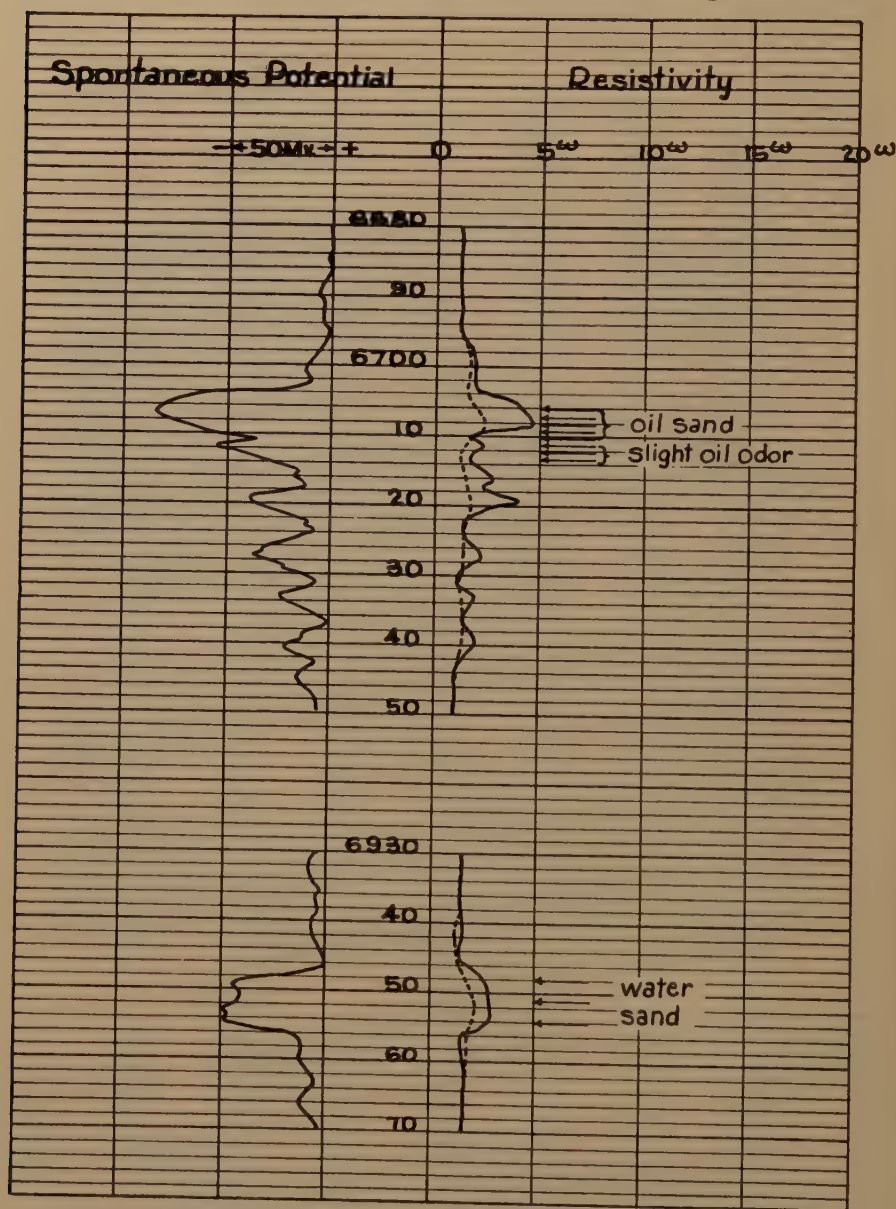 Spontaneous Potential Resistivity
- 50Mv + 0 5ω 10ω 15ω 20ω
6680
90
6700
10 oil sand
slight oil odor
20
30
40
50
6930
40
50 water
sand
60
70